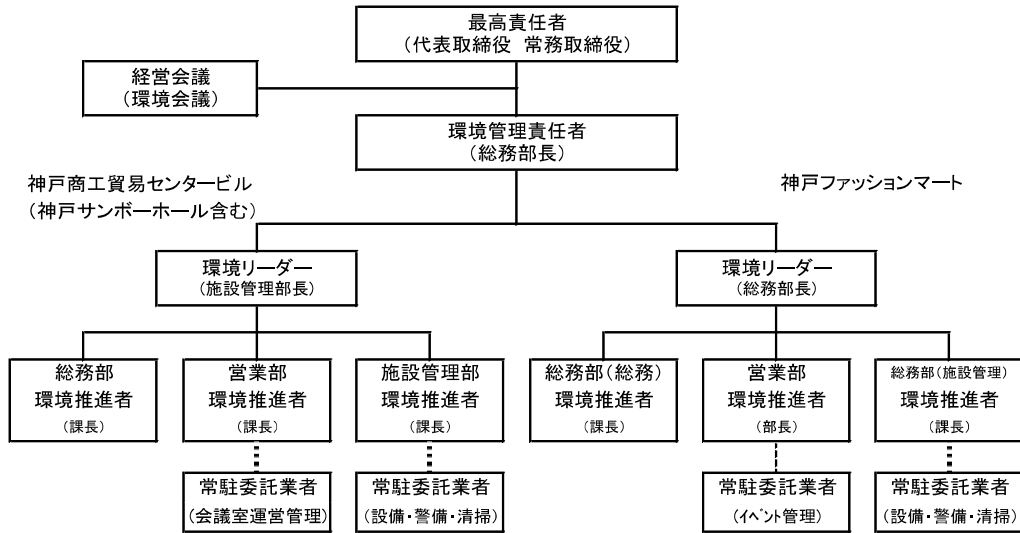 最高責任者
(代表取締役 常務取締役)
経営会議
(環境会議)
環境管理責任者
(総務部長)
神戸商工貿易センタービル
(神戸サンボーホール含む)
神戸ファッションマート
環境リーダー
(施設管理部長)
環境リーダー
(総務部長)
総務部
環境推進者
(課長)
営業部
環境推進者
(課長)
施設管理部
環境推進者
(課長)
総務部(総務)
環境推進者
(課長)
営業部
環境推進者
(部長)
総務部(施設管理)
環境推進者
(課長)
常駐委託業者
(会議室運営管理)
常駐委託業者
(設備・警備・清掃)
常駐委託業者
(イベント管理)
常駐委託業者
(設備・警備・清掃)